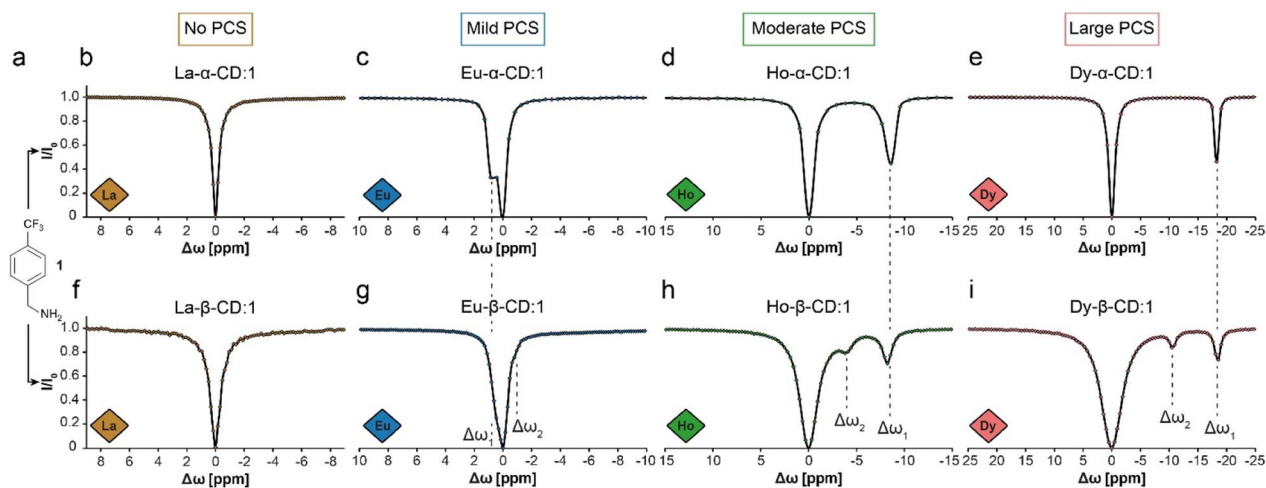 No PCS
Mild PCS
Moderate PCS
Large PCS
a
b
c
d
e
La-α-CD:1
Eu-α-CD:1
Ho-α-CD:1
Dy-α-CD:1
1.0
0.8
0.6
0.4
0.2
0
I/I₀
La
Eu
Ho
Dy
8 6 4 2 0 -2 -4 -6 -8
10 8 6 4 2 0 -2 -4 -6 -8 -10
15 10 5 0 -5 -10 -15
25 20 15 10 5 0 -5 -10 -15 -20 -25
Δω [ppm]
Δω [ppm]
Δω [ppm]
Δω [ppm]
CF₃
1
NH₂
f
g
h
i
La-β-CD:1
Eu-β-CD:1
Ho-β-CD:1
Dy-β-CD:1
1.0
0.8
0.6
0.4
0.2
0
I/I₀
La
Eu
Δω₁
Δω₂
Ho
Δω₂
Δω₁
Dy
Δω₂
Δω₁
8 6 4 2 0 -2 -4 -6 -8
10 8 6 4 2 0 -2 -4 -6 -8 -10
15 10 5 0 -5 -10 -15
25 20 15 10 5 0 -5 -10 -15 -20 -25
Δω [ppm]
Δω [ppm]
Δω [ppm]
Δω [ppm]